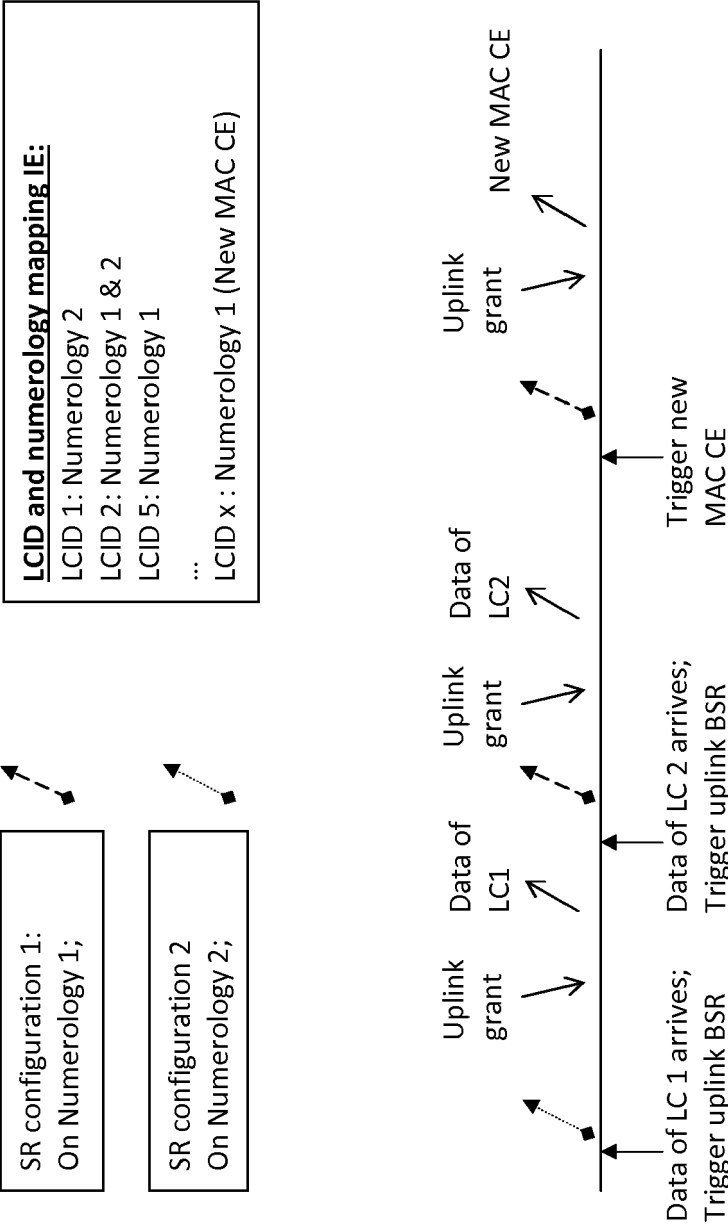 SR configuration 1:
On Numerology 1;
SR configuration 2
On Numerology 2;
LCID and numerology mapping IE:
LCID 1: Numerology 2
LCID 2: Numerology 1 & 2
LCID 5: Numerology 1
...
LCID x : Numerology 1 (New MAC CE)
Uplink
grant
Data of
LC1
Uplink
grant
Data of
LC2
Uplink
grant
New MAC CE
Data of LC 1 arrives;
Trigger uplink BSR
Data of LC 2 arrives;
Trigger uplink BSR
Trigger new
MAC CE